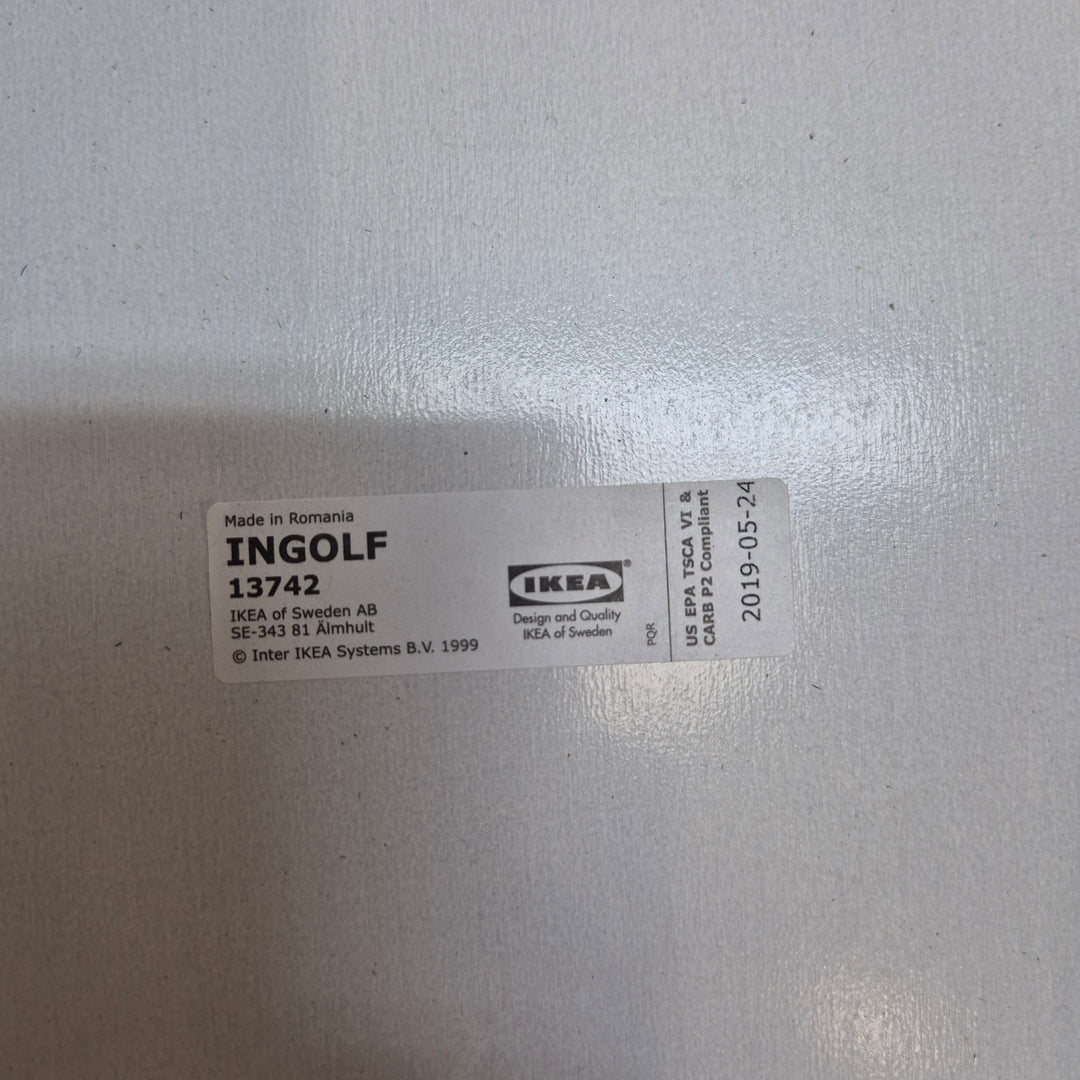 Made in Romania
INGOLF
13742
IKEA of Sweden AB
SE-343 81 Älmhult
© Inter IKEA Systems B.V. 1999
IKEA®
Design and Quality
IKEA of Sweden
PQR
US EPA TSCA VI &
CARB P2 Compliant
2019-05-24